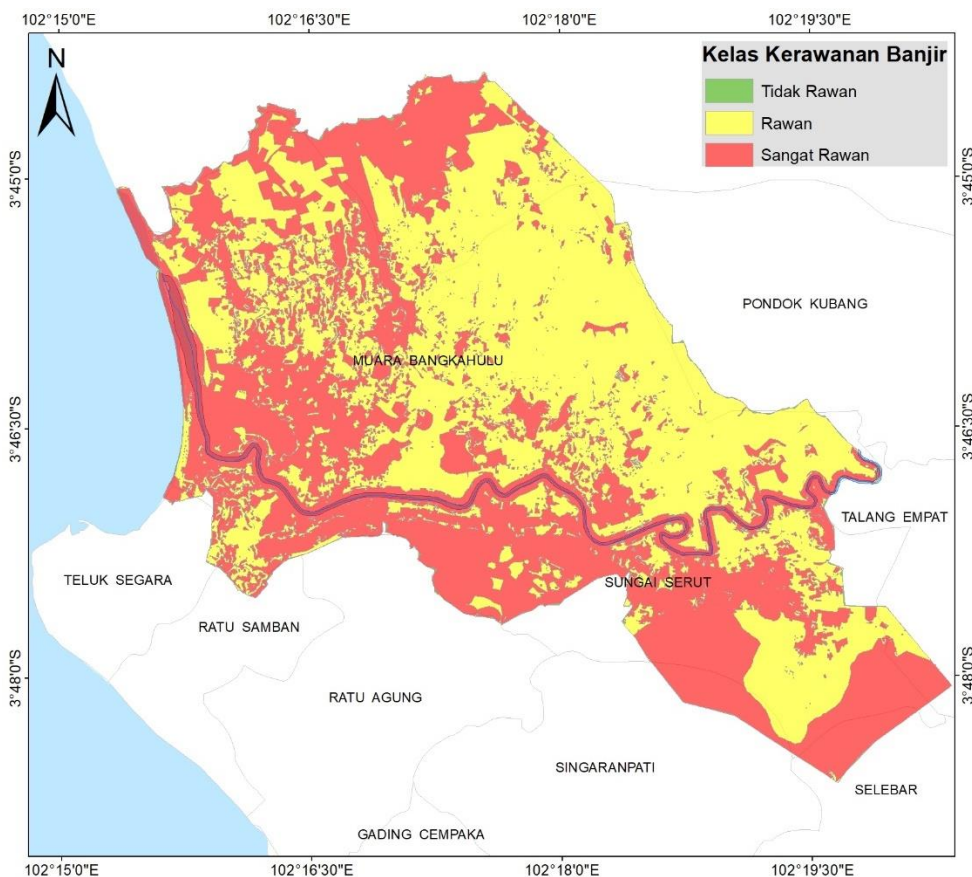 102°15'0"E 102°16'30"E 102°18'0"E 102°19'30"E
N
Kelas Kerawanan Banjir
Tidak Rawan
Rawan
Sangat Rawan
3°45'0"S 3°45'0"S
PONDOK KUBANG
MUARA BANGKAHULU
3°46'30"S 3°46'30"S
TALANG EMPAT
TELUK SEGARA
SUNGAI SERUT
RATU SAMBAN
3°48'0"S 3°48'0"S
RATU AGUNG
SINGARANPATI
SELEBAR
GADING CEMPAKA
102°15'0"E 102°16'30"E 102°18'0"E 102°19'30"E